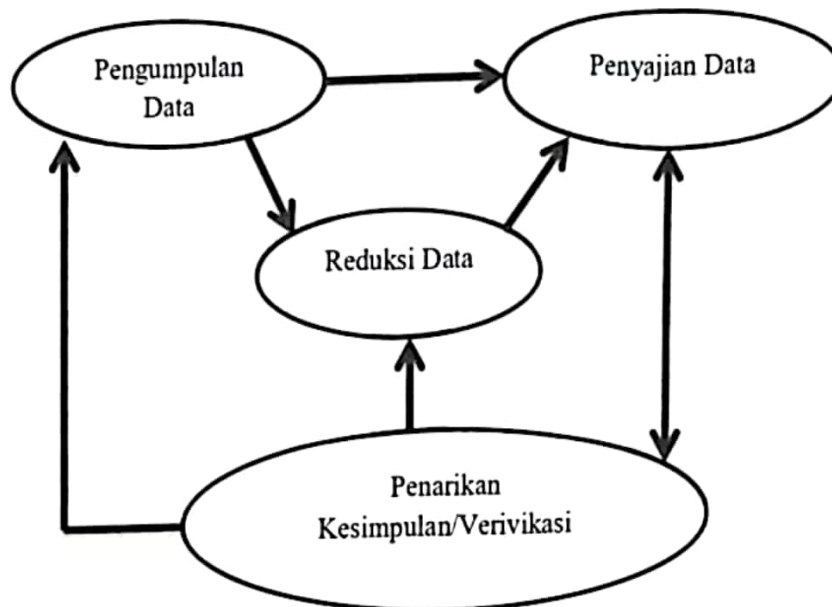 Pengumpulan
Data
Penyajian Data
Reduksi Data
Penarikan
Kesimpulan/Verivikasi